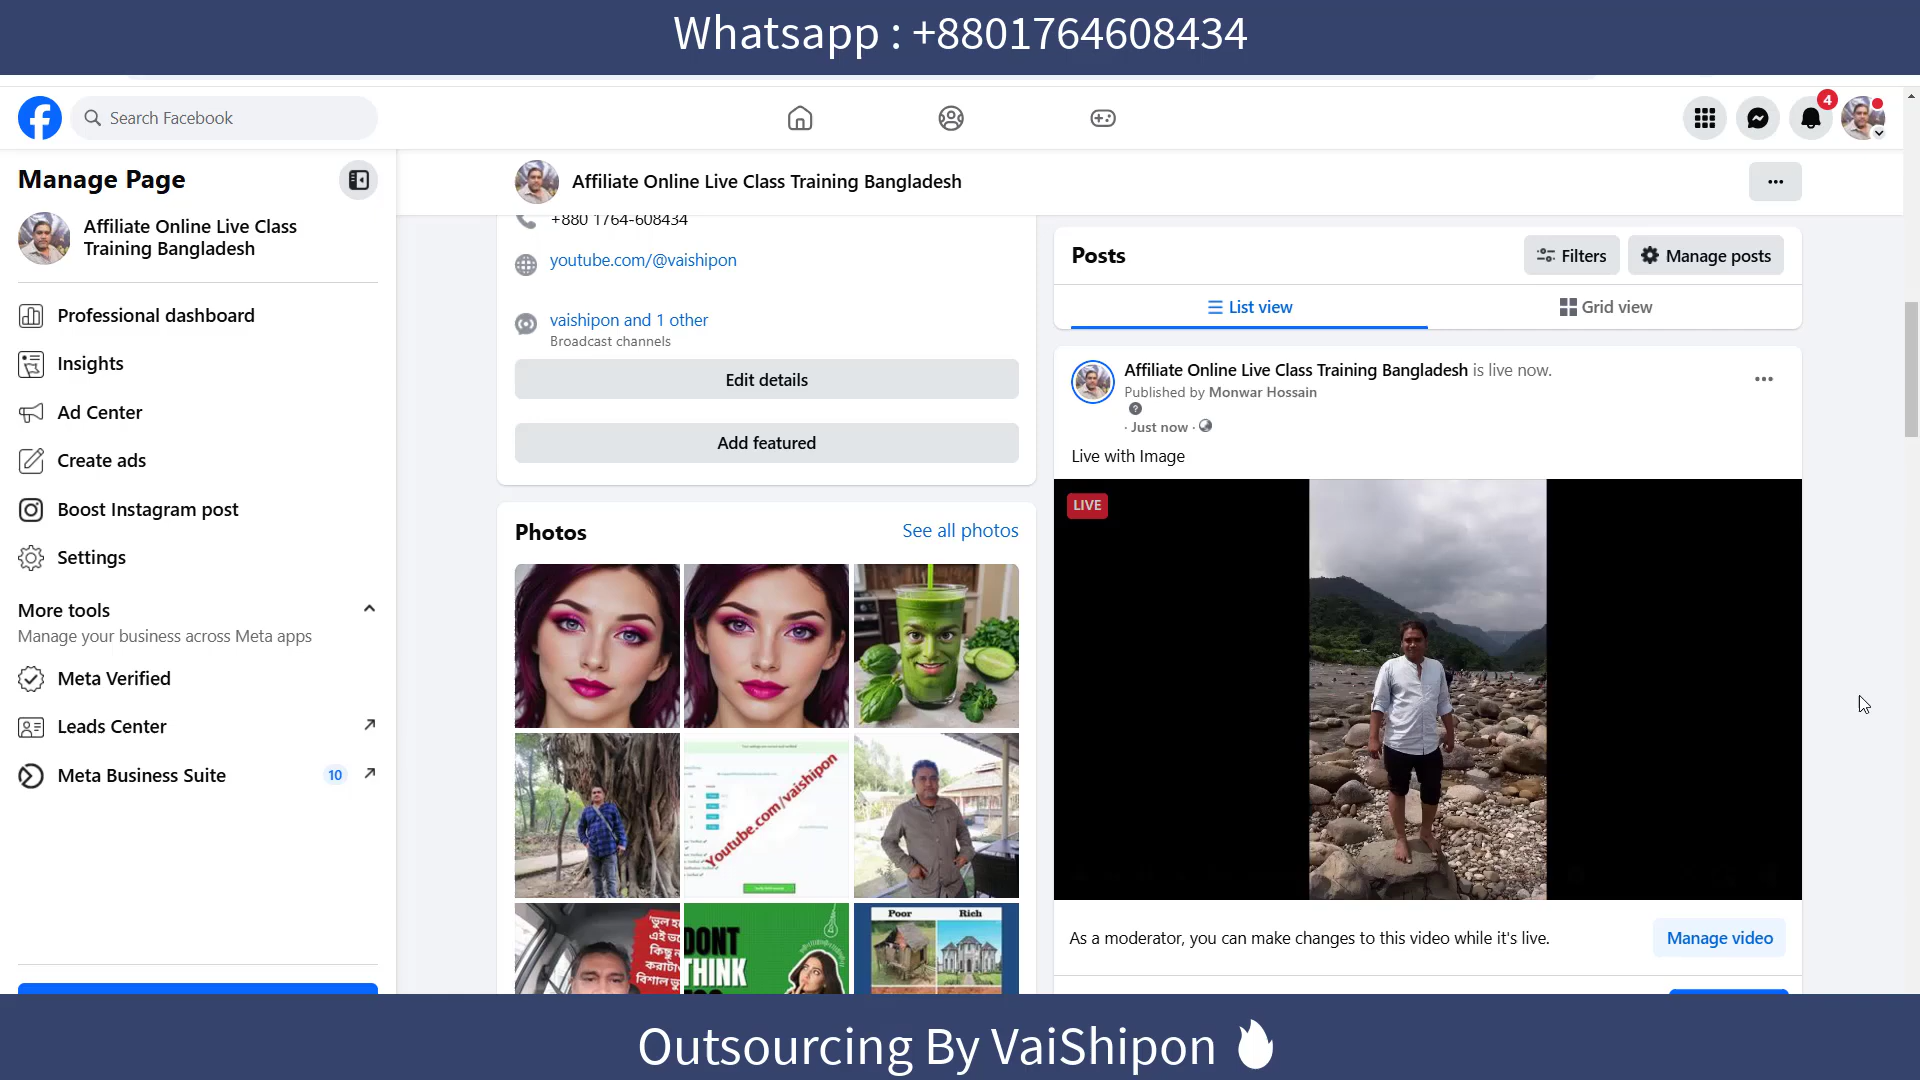 Whatsapp : +8801764608434
Search Facebook
4
Manage Page
Affiliate Online Live Class
Training Bangladesh
Professional dashboard
Insights
Ad Center
Create ads
Boost Instagram post
Settings
More tools
Manage your business across Meta apps
Meta Verified
Leads Center
Meta Business Suite
10
Affiliate Online Live Class Training Bangladesh
+880 1764-608434
youtube.com/@vaishipon
vaishipon and 1 other
Broadcast channels
Edit details
Add featured
Photos
See all photos
Youtube.com/vaishipon
ভুল
এই
কিছু
করাটা
বিশাল
DONT
THINK
Poor
Rich
Posts
Filters
Manage posts
List view
Grid view
Affiliate Online Live Class Training Bangladesh is live now.
Published by Monwar Hossain
· Just now ·
Live with Image
LIVE
As a moderator, you can make changes to this video while it's live.
Manage video
Outsourcing By VaiShipon